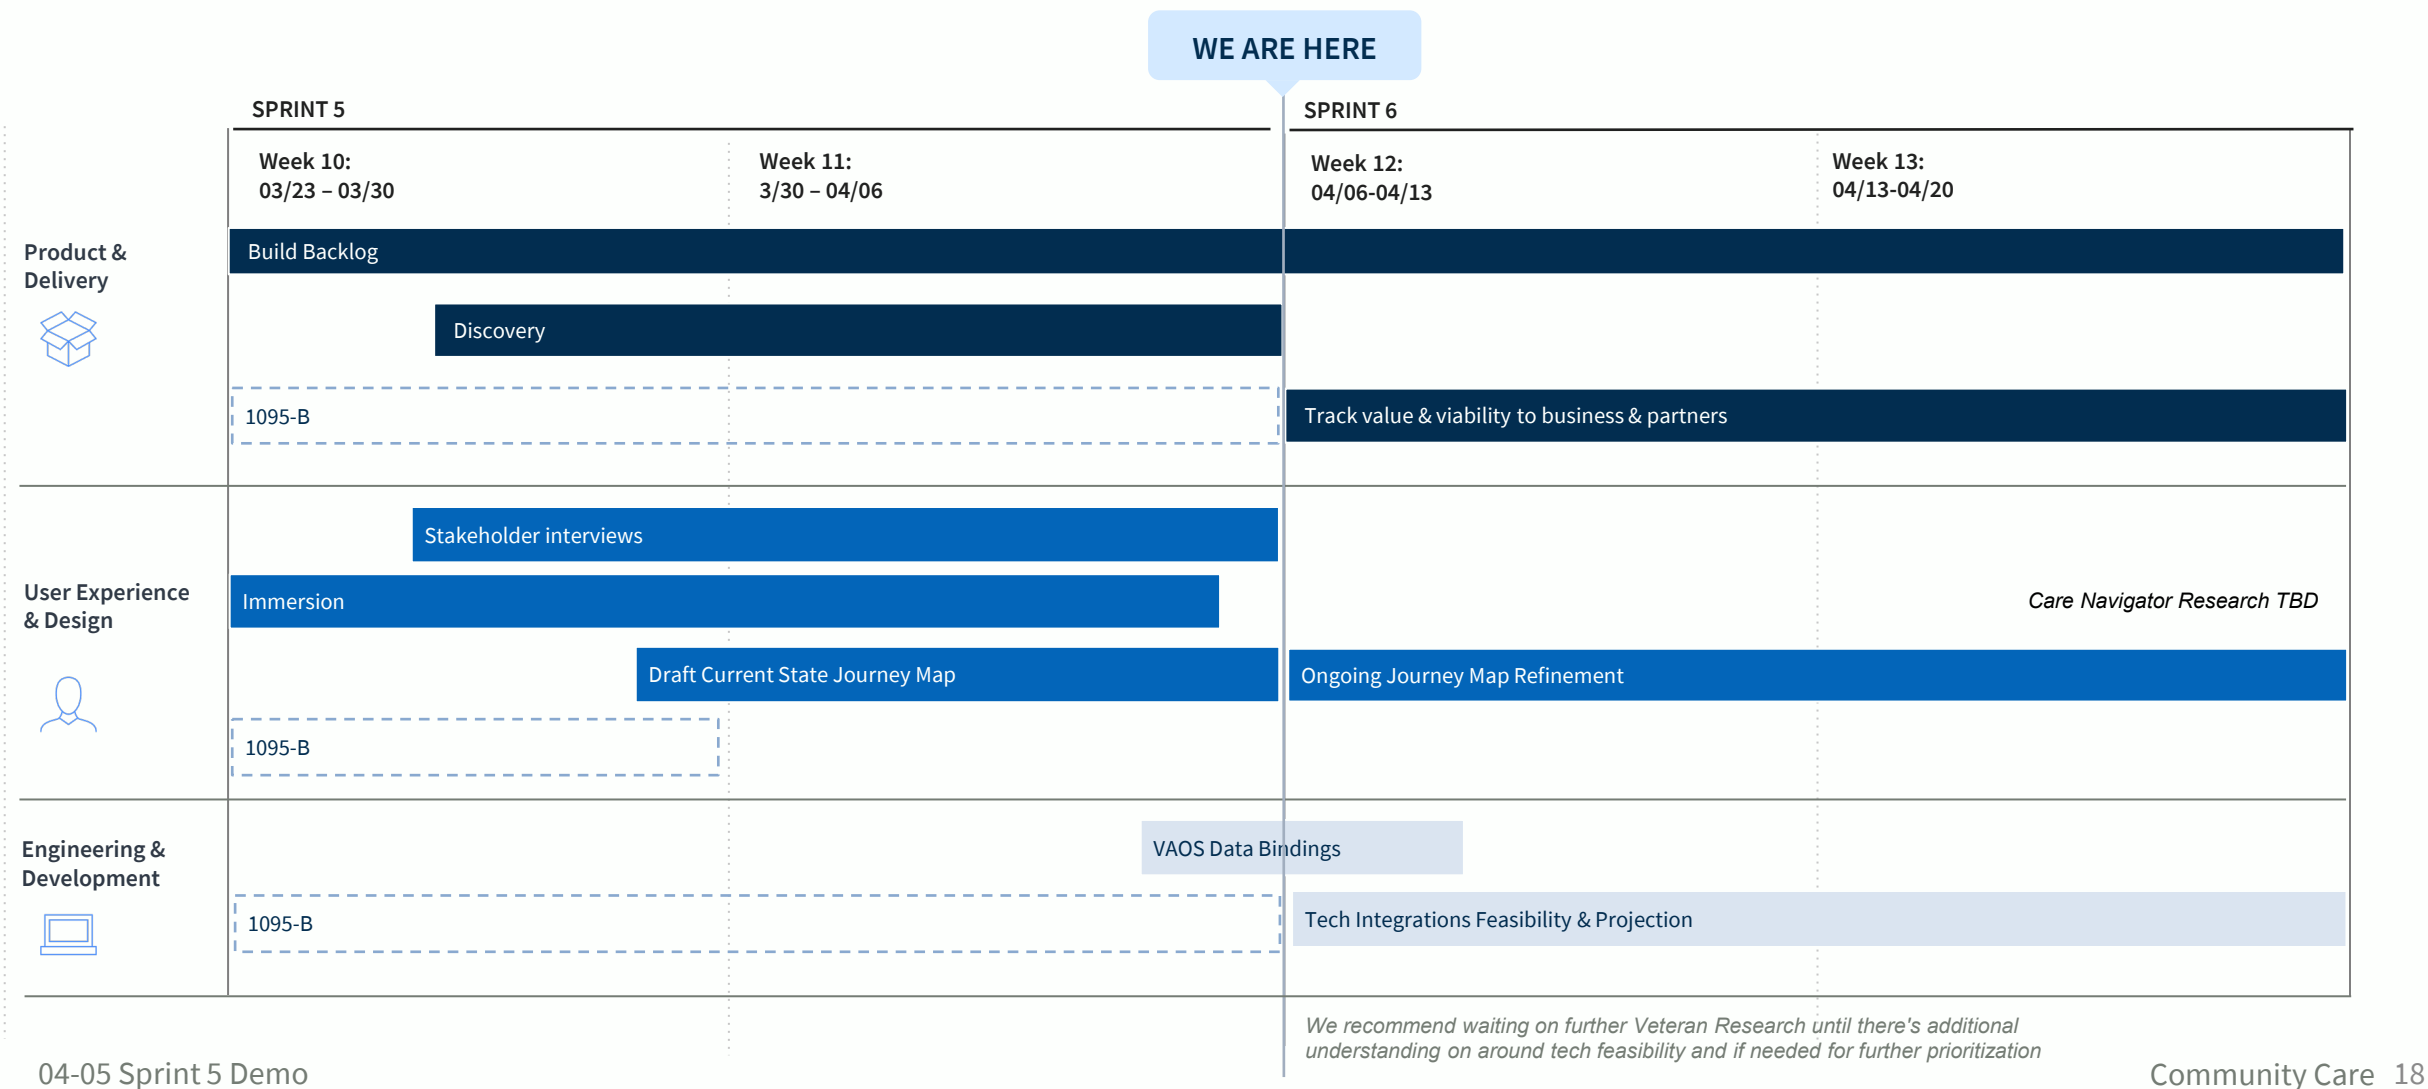 WE ARE HERE
SPRINT 5
SPRINT 6
Week 10:
03/23 – 03/30
Week 11:
3/30 – 04/06
Week 12:
04/06-04/13
Week 13:
04/13-04/20
Product &
Delivery
Build Backlog
Discovery
1095-B
Track value & viability to business & partners
User Experience
& Design
Stakeholder interviews
Immersion
Care Navigator Research TBD
Draft Current State Journey Map
Ongoing Journey Map Refinement
1095-B
Engineering &
Development
VAOS Data Bindings
1095-B
Tech Integrations Feasibility & Projection
We recommend waiting on further Veteran Research until there's additional
understanding on around tech feasibility and if needed for further prioritization
04-05 Sprint 5 Demo
Community Care 18